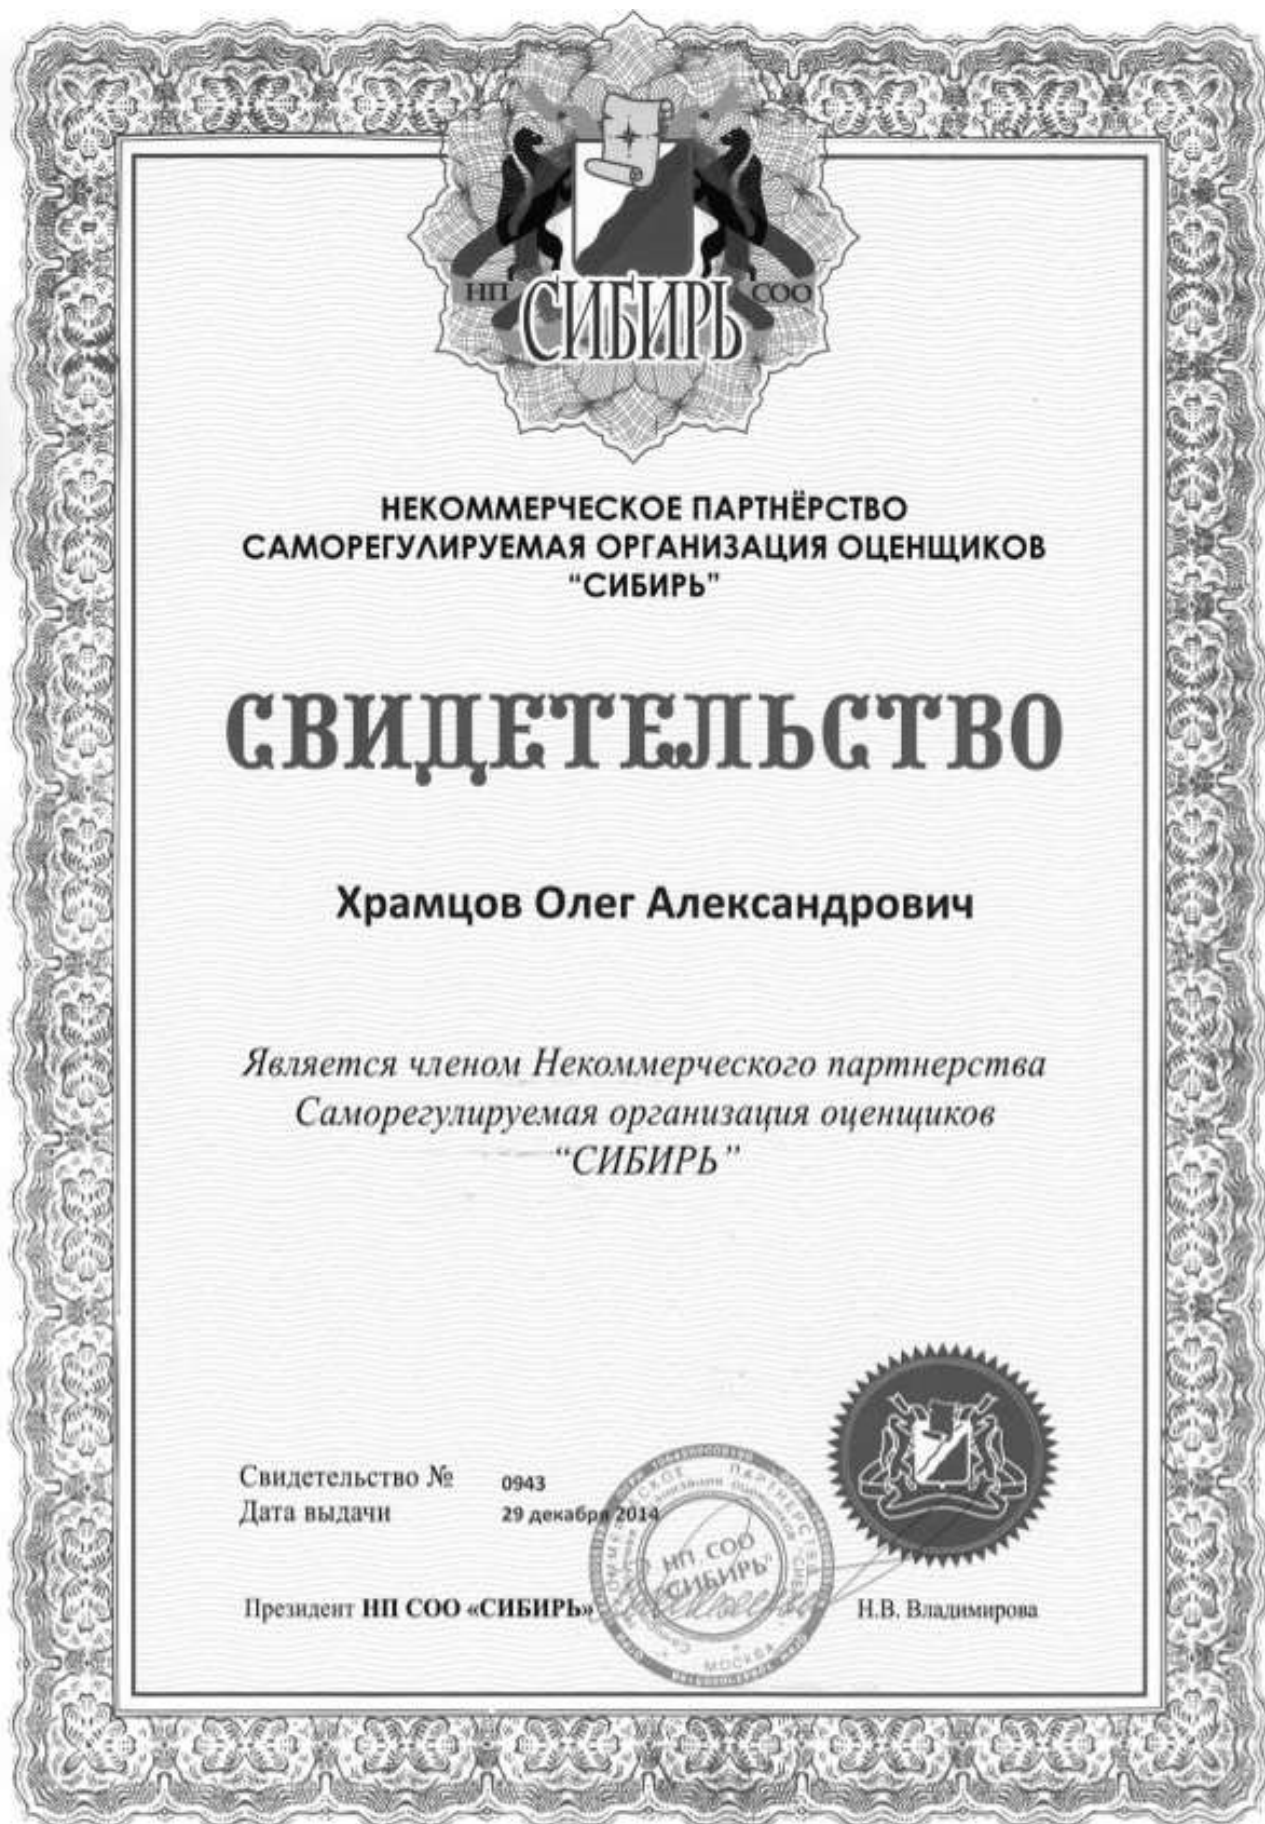 НП СИБИРЬ СОО
НЕКОММЕРЧЕСКОЕ ПАРТНЁРСТВО
САМОРЕГУЛИРУЕМАЯ ОРГАНИЗАЦИЯ ОЦЕНЩИКОВ
“СИБИРЬ”
СВИДЕТЕЛЬСТВО
Храмцов Олег Александрович
Является членом Некоммерческого партнерства
Саморегулируемая организация оценщиков
“СИБИРЬ”
Свидетельство № 0943
Дата выдачи 29 декабря 2014
НП СОО
"СИБИРЬ"
МОСКВА
Президент НП СОО «СИБИРЬ» Н.В. Владимирова